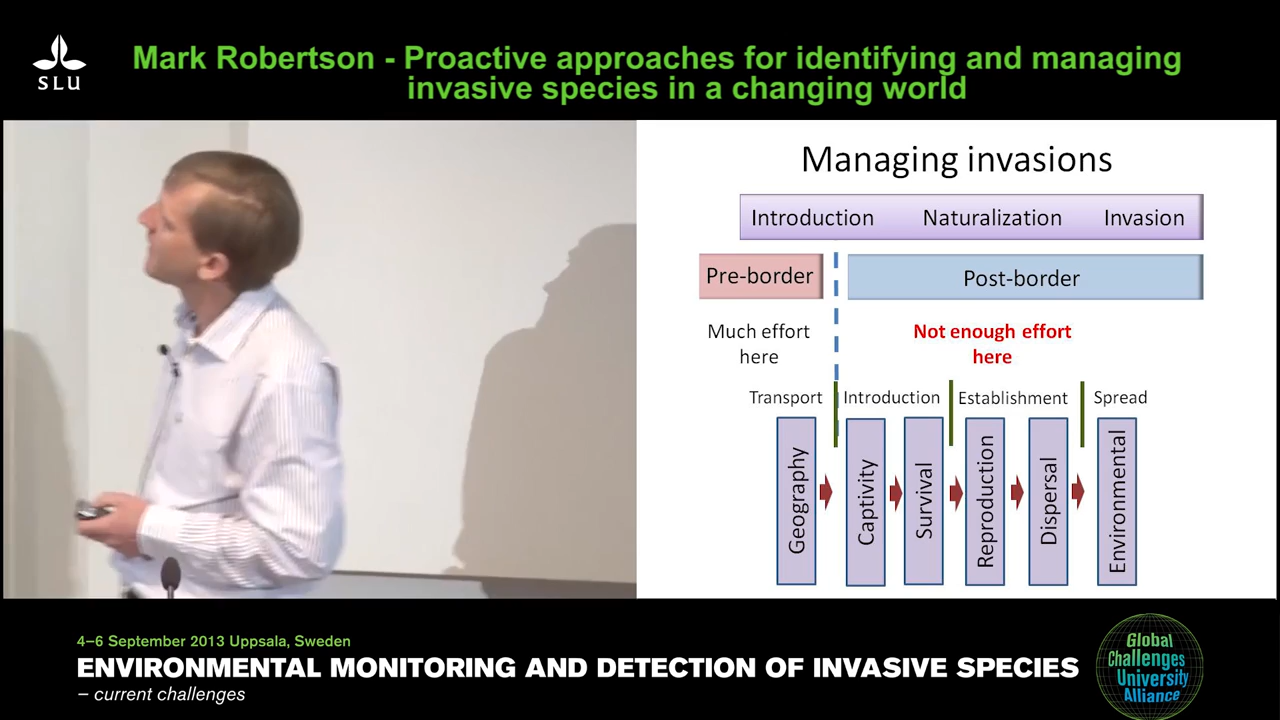 SLU
Mark Robertson - Proactive approaches for identifying and managing
invasive species in a changing world
Managing invasions
Introduction Naturalization Invasion
Pre-border Post-border
Much effort
here
Not enough effort
here
Transport Introduction Establishment Spread
Geography
Captivity
Survival
Reproduction
Dispersal
Environmental
4–6 September 2013 Uppsala, Sweden
ENVIRONMENTAL MONITORING AND DETECTION OF INVASIVE SPECIES
– current challenges
Global
Challenges
University
Alliance